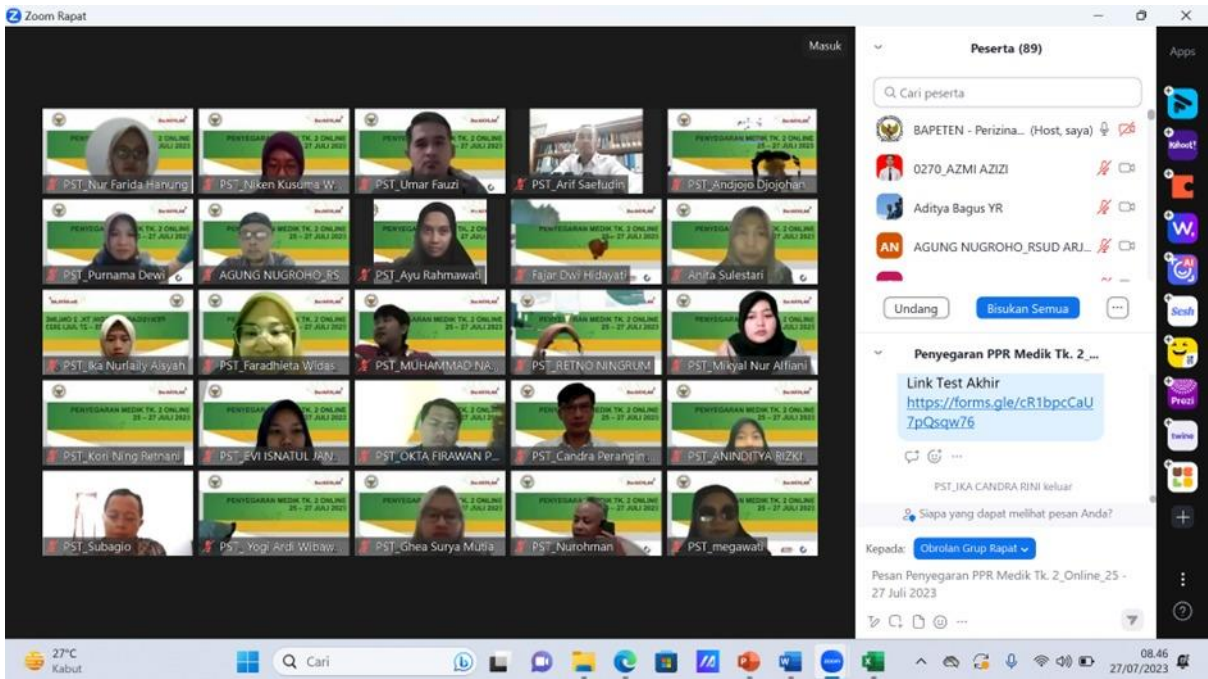 Zoom Rapat
Masuk
PST_Nur Farida Hanung
PST_Niken Kusuma W.
PST_Umar Fauzi
PST_Arif Saefudin
PST_Andjojo Djojohan
PST_Purnama Dewi
AGUNG NUGROHO_RS
PST_Ayu Rahmawati
Fajar Dwi Hidayati
Anita Sulestari
PST_Ika Nurlaily Aisyah
PST_Faradhieta Widas
PST_MUHAMMAD NA...
PST_RETNO NINGRUM
PST_Mikyal Nur Alfiani
PENYEGARAN MEDIK TK. 2 ONLINE
25 – 27 JULI 2023
PST_Kori Ning Retnani
PST_EVI ISNATUL JAN...
PST_OKTA FIRAWAN P...
PST_Candra Perangin
PST_ANINDITYA RIZKI
PST_Subagio
PST_ Yogi Ardi Wibaw
PST_Ghea Surya Mutia
PST_Nurohman
PST_megawati
Peserta (89)
Cari peserta
BAPETEN - Perizina... (Host, saya)
0270_AZMI AZIZI
Aditya Bagus YR
AN AGUNG NUGROHO_RSUD ARJ...
Undang Bisukan Semua
Penyegaran PPR Medik Tk. 2_...
Link Test Akhir
https://forms.gle/cR1bpcCaU
7pQsqw76
PST_IKA CANDRA RINI keluar
Siapa yang dapat melihat pesan Anda?
Kepada: Obrolan Grup Rapat
Pesan Penyegaran PPR Medik Tk. 2_Online_25 -
27 Juli 2023
Apps
Kahoot!
W.
AI
Sesh
Prezi
twine
27°C
Kabut
Cari
08.46
27/07/2023